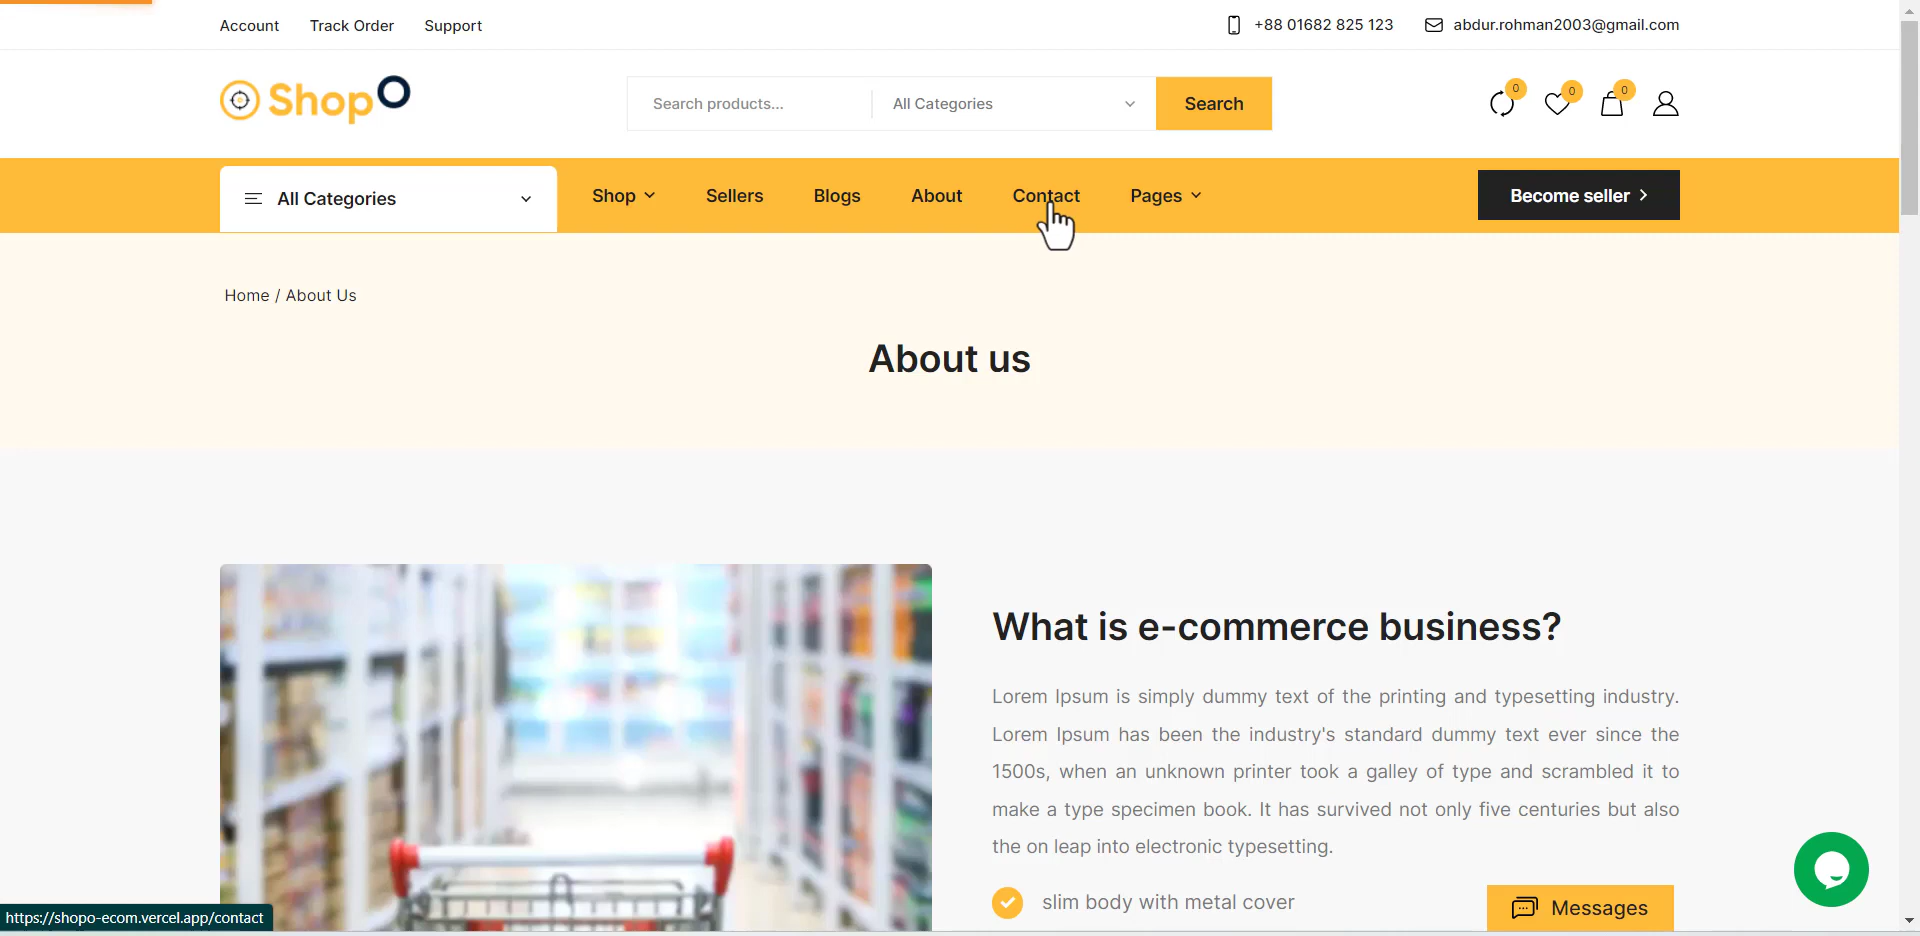 Account Track Order Support
+88 01682 825 123 abdur.rohman2003@gmail.com
ShopO
Search products... All Categories Search
0 0 0
All Categories Shop Sellers Blogs About Contact Pages Become seller
Home / About Us
About us
What is e-commerce business?
Lorem Ipsum is simply dummy text of the printing and typesetting industry.
Lorem Ipsum has been the industry's standard dummy text ever since the
1500s, when an unknown printer took a galley of type and scrambled it to
make a type specimen book. It has survived not only five centuries but also
the on leap into electronic typesetting.
slim body with metal cover
Messages
https://shopo-ecom.vercel.app/contact